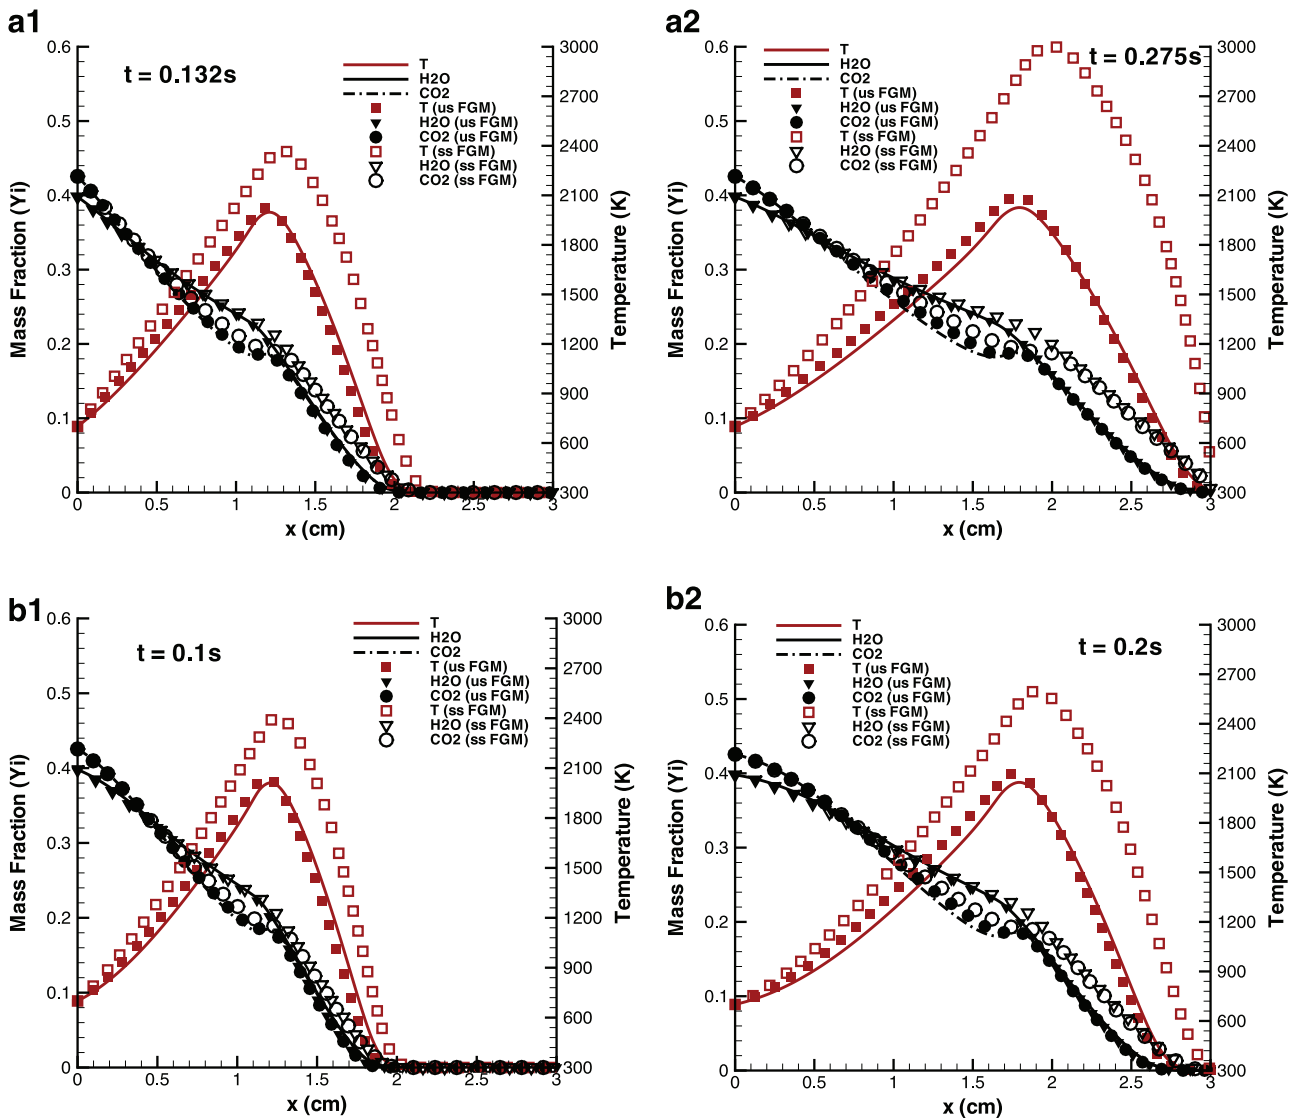 a1
t = 0.132s
T
H2O
CO2
T (us FGM)
H2O (us FGM)
CO2 (us FGM)
T (ss FGM)
H2O (ss FGM)
CO2 (ss FGM)
Mass Fraction (Yi)
0.6
0.5
0.4
0.3
0.2
0.1
0
Temperature (K)
3000
2700
2400
2100
1800
1500
1200
900
600
300
0 0.5 1 1.5 2 2.5 3
x (cm)
a2
t = 0.275s
T
H2O
CO2
T (us FGM)
H2O (us FGM)
CO2 (us FGM)
T (ss FGM)
H2O (ss FGM)
CO2 (ss FGM)
Mass Fraction (Yi)
0.6
0.5
0.4
0.3
0.2
0.1
0
Temperature (K)
3000
2700
2400
2100
1800
1500
1200
900
600
300
0 0.5 1 1.5 2 2.5 3
x (cm)
b1
t = 0.1s
T
H2O
CO2
T (us FGM)
H2O (us FGM)
CO2 (us FGM)
T (ss FGM)
H2O (ss FGM)
CO2 (ss FGM)
Mass Fraction (Yi)
0.6
0.5
0.4
0.3
0.2
0.1
0
Temperature (K)
3000
2700
2400
2100
1800
1500
1200
900
600
300
0 0.5 1 1.5 2 2.5 3
x (cm)
b2
t = 0.2s
T
H2O
CO2
T (us FGM)
H2O (us FGM)
CO2 (us FGM)
T (ss FGM)
H2O (ss FGM)
CO2 (ss FGM)
Mass Fraction (Yi)
0.6
0.5
0.4
0.3
0.2
0.1
0
Temperature (K)
3000
2700
2400
2100
1800
1500
1200
900
600
300
0 0.5 1 1.5 2 2.5 3
x (cm)